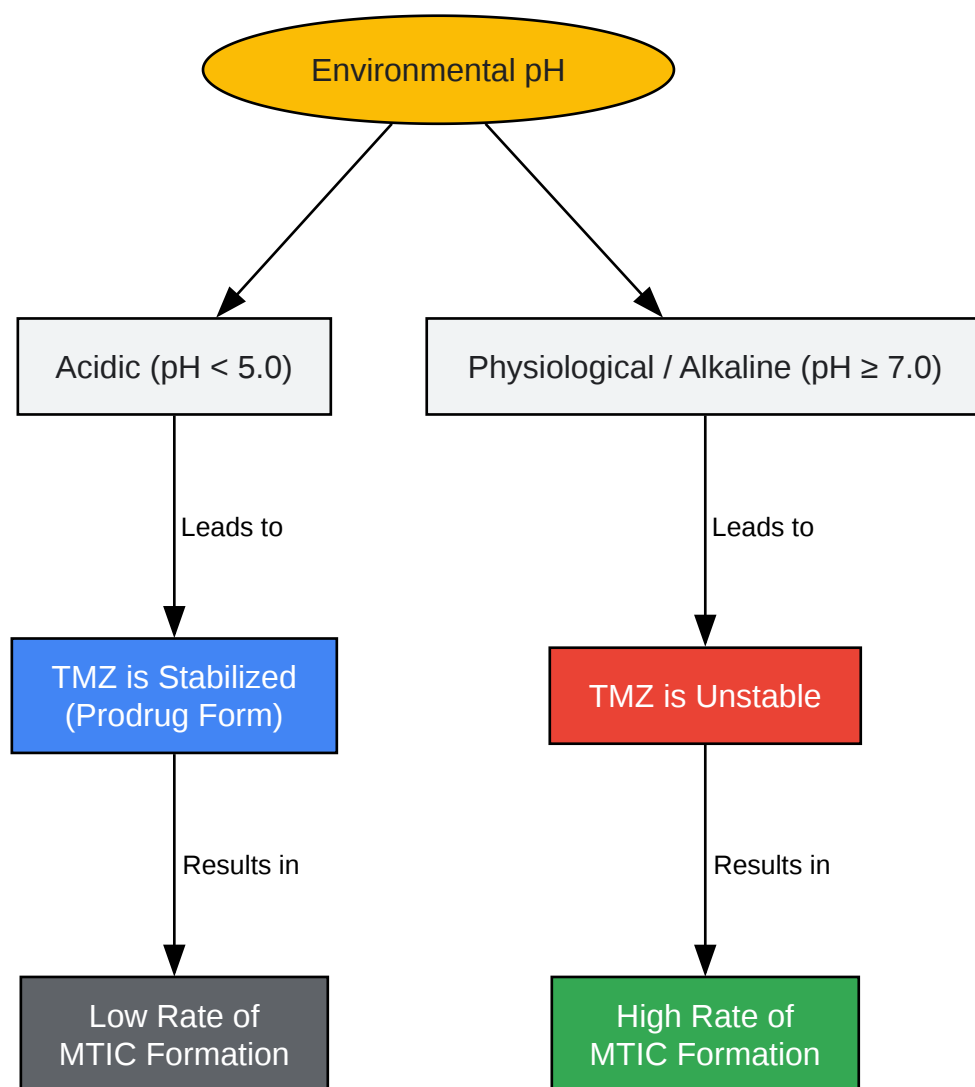 Environmental pH
Acidic (pH < 5.0)
Physiological / Alkaline (pH ≥ 7.0)
Leads to
Leads to
TMZ is Stabilized
(Prodrug Form)
TMZ is Unstable
Results in
Results in
Low Rate of
MTIC Formation
High Rate of
MTIC Formation